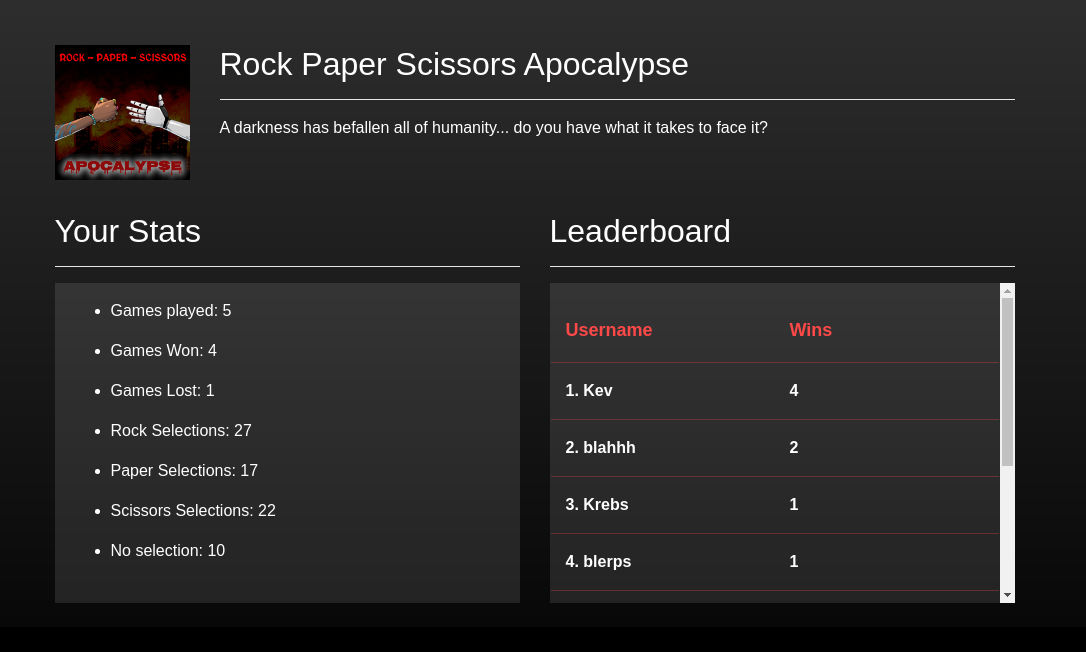 ROCK - PAPER - SCISSORS
APOCALYPSE
Rock Paper Scissors Apocalypse
A darkness has befallen all of humanity... do you have what it takes to face it?
Your Stats
Games played: 5
Games Won: 4
Games Lost: 1
Rock Selections: 27
Paper Selections: 17
Scissors Selections: 22
No selection: 10
Leaderboard
Username Wins
1. Kev 4
2. blahhh 2
3. Krebs 1
4. blerps 1